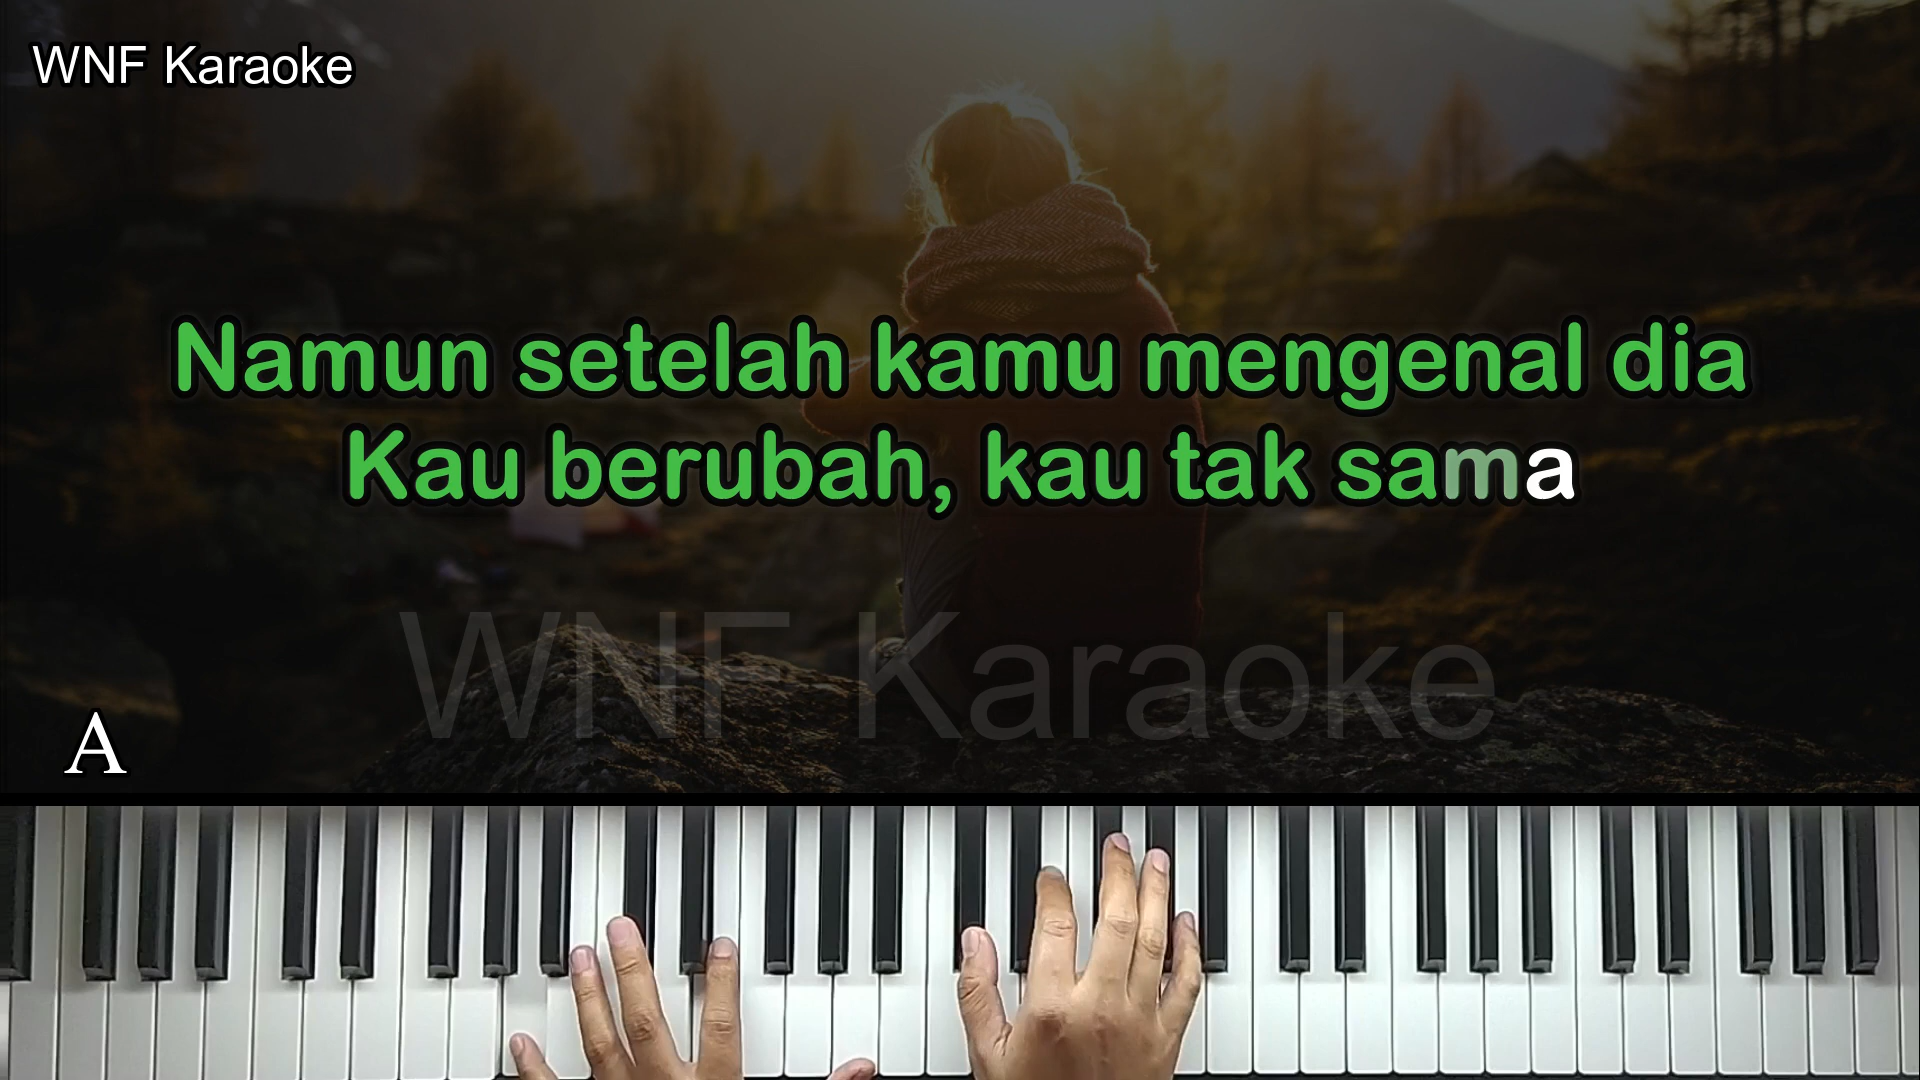 WNF Karaoke
Namun setelah kamu mengenal dia
Kau berubah, kau tak sama
WNF Karaoke
A